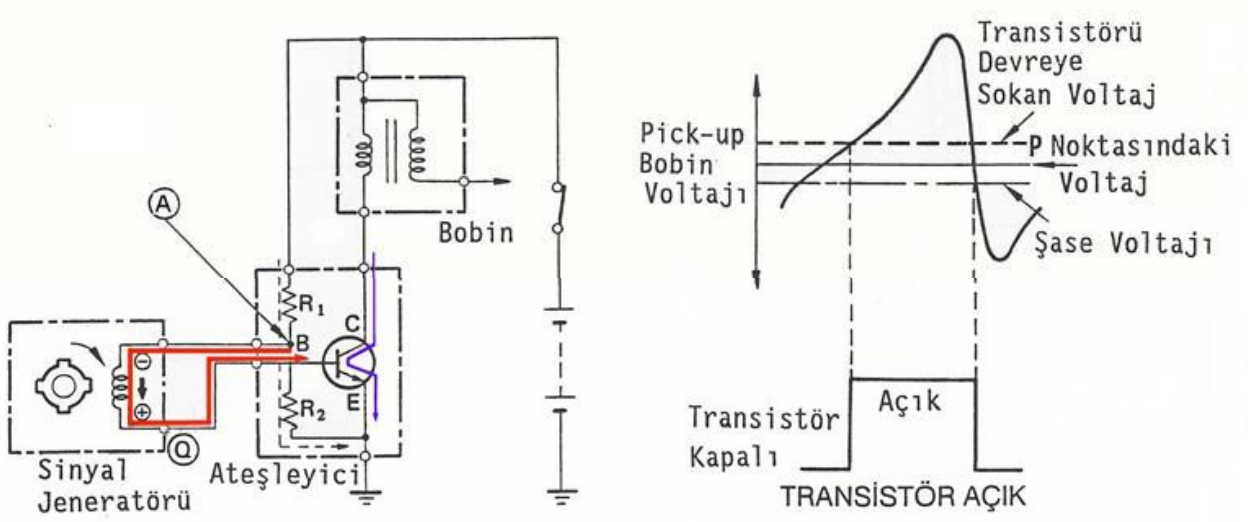 Bobin
A
R1
C
B
E
R2
Q
Sinyal
Jeneratörü
Ateşleyici
Transistörü
Devreye
Sokan Voltaj
Pick-up
Bobin
Voltajı
P Noktasındaki
Voltaj
Şase Voltajı
Açık
Transistör
Kapalı
TRANSİSTÖR AÇIK